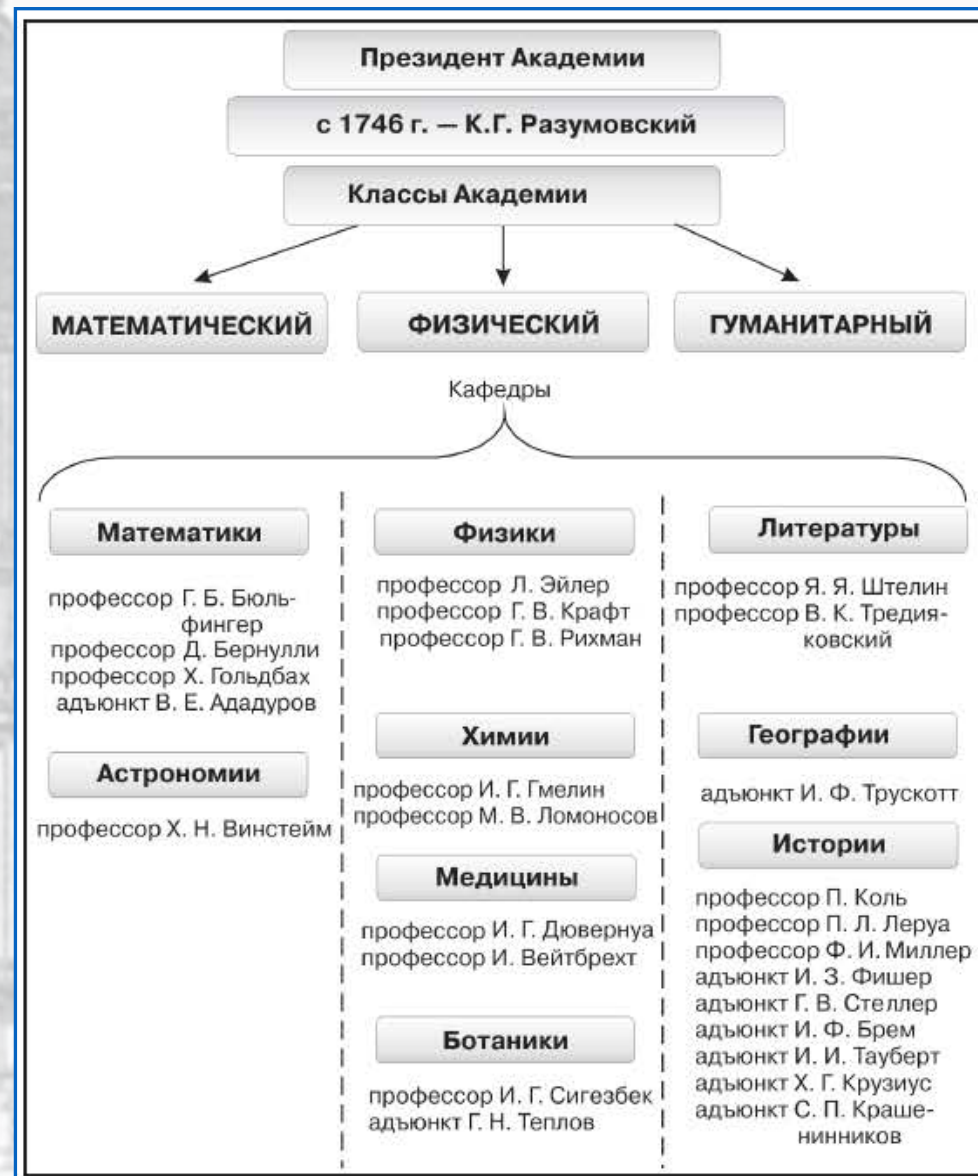 Президент Академии
с 1746 г. — К.Г. Разумовский
Классы Академии
МАТЕМАТИЧЕСКИЙ
ФИЗИЧЕСКИЙ
ГУМАНИТАРНЫЙ
Кафедры
Математики
профессор Г. Б. Бюль-
фингер
профессор Д. Бернулли
профессор Х. Гольдбах
адъюнкт В. Е. Ададуров
Астрономии
профессор Х. Н. Винстейм
Физики
профессор Л. Эйлер
профессор Г. В. Крафт
профессор Г. В. Рихман
Химии
профессор И. Г. Гмелин
профессор М. В. Ломоносов
Медицины
профессор И. Г. Дювернуа
профессор И. Вейтбрехт
Ботаники
профессор И. Г. Сигезбек
адъюнкт Г. Н. Теплов
Литературы
профессор Я. Я. Штелин
профессор В. К. Тредия-
ковский
Географии
адъюнкт И. Ф. Трускотт
Истории
профессор П. Коль
профессор П. Л. Леруа
профессор Ф. И. Миллер
адъюнкт И. З. Фишер
адъюнкт Г. В. Стеллер
адъюнкт И. Ф. Брем
адъюнкт И. И. Тауберт
адъюнкт Х. Г. Крузиус
адъюнкт С. П. Краше-
нинников